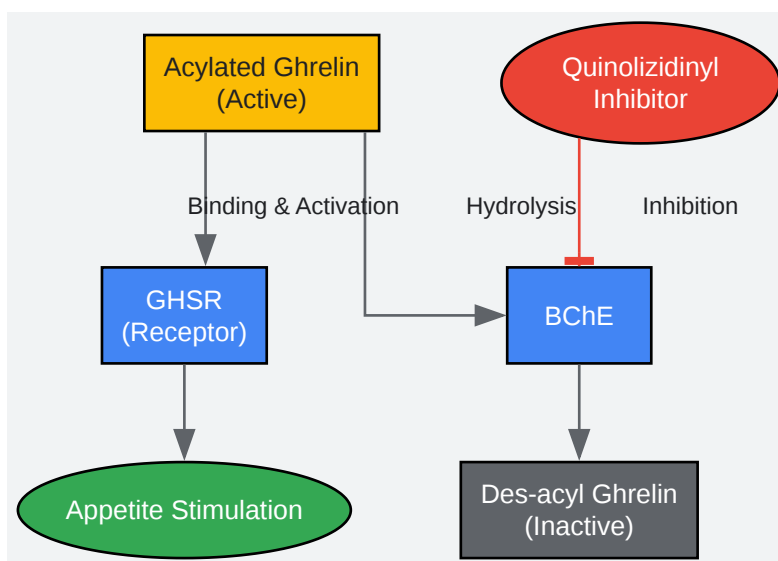 Acylated Ghrelin
(Active)
Quinolizidinyl
Inhibitor
Binding & Activation
Hydrolysis
Inhibition
GHSR
(Receptor)
BChE
Appetite Stimulation
Des-acyl Ghrelin
(Inactive)